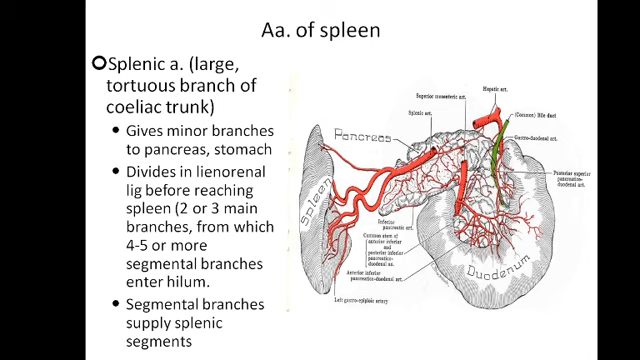 Aa. of spleen
Splenic a. (large,
tortuous branch of
coeliac trunk)
Gives minor branches
to pancreas, stomach
Divides in lienorenal
lig before reaching
spleen (2 or 3 main
branches, from which
4-5 or more
segmental branches
enter hilum.
Segmental branches
supply splenic
segments
Hepatic art.
Superior mesenteric art.
(Common) Bile duct
Splenic art.
Gastro-duodenal art.
Pancreas
Posterior superior
pancreatico-
duodenal art.
Spleen
Inferior
pancreatic art.
Common stem of
anterior inferior
and
posterior inferior
pancreatico-
duodenal aa.
Duodenum
Anterior inferior
pancreatico-duodenal art.
Left gastro-epiploic artery